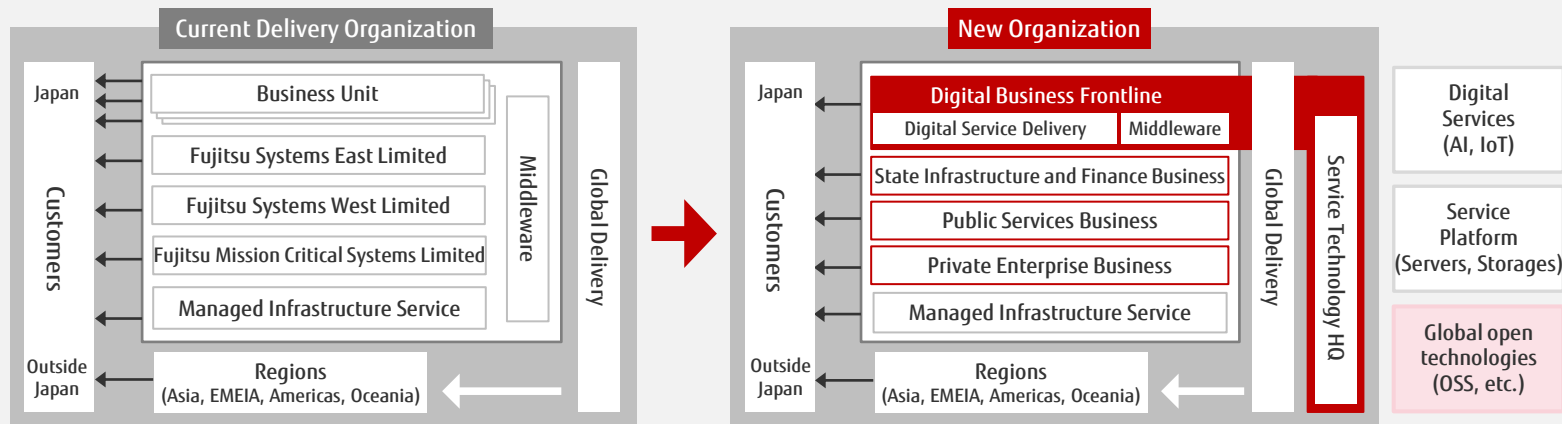 Current Delivery Organization
Japan
Customers
Outside
Japan
Business Unit
Fujitsu Systems East Limited
Fujitsu Systems West Limited
Fujitsu Mission Critical Systems Limited
Managed Infrastructure Service
Middleware
Global Delivery
Regions
(Asia, EMEIA, Americas, Oceania)
New Organization
Japan
Customers
Outside
Japan
Digital Business Frontline
Digital Service Delivery
Middleware
State Infrastructure and Finance Business
Public Services Business
Private Enterprise Business
Managed Infrastructure Service
Global Delivery
Service Technology HQ
Regions
(Asia, EMEIA, Americas, Oceania)
Digital
Services
(AI, IoT)
Service
Platform
(Servers, Storages)
Global open
technologies
(OSS, etc.)